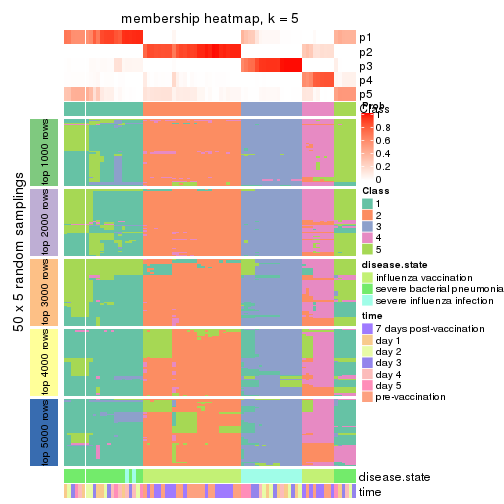 membership heatmap, k = 5
p1
p2
p3
p4
p5
Class
Prob
1
0.8
0.6
0.4
0.2
0
Class
1
2
3
4
5
disease.state
influenza vaccination
severe bacterial pneumonia
severe influenza infection
time
7 days post-vaccination
day 1
day 2
day 3
day 4
day 5
pre-vaccination
50 x 5 random samplings
top 1000 rows
top 2000 rows
top 3000 rows
top 4000 rows
top 5000 rows
disease.state
time